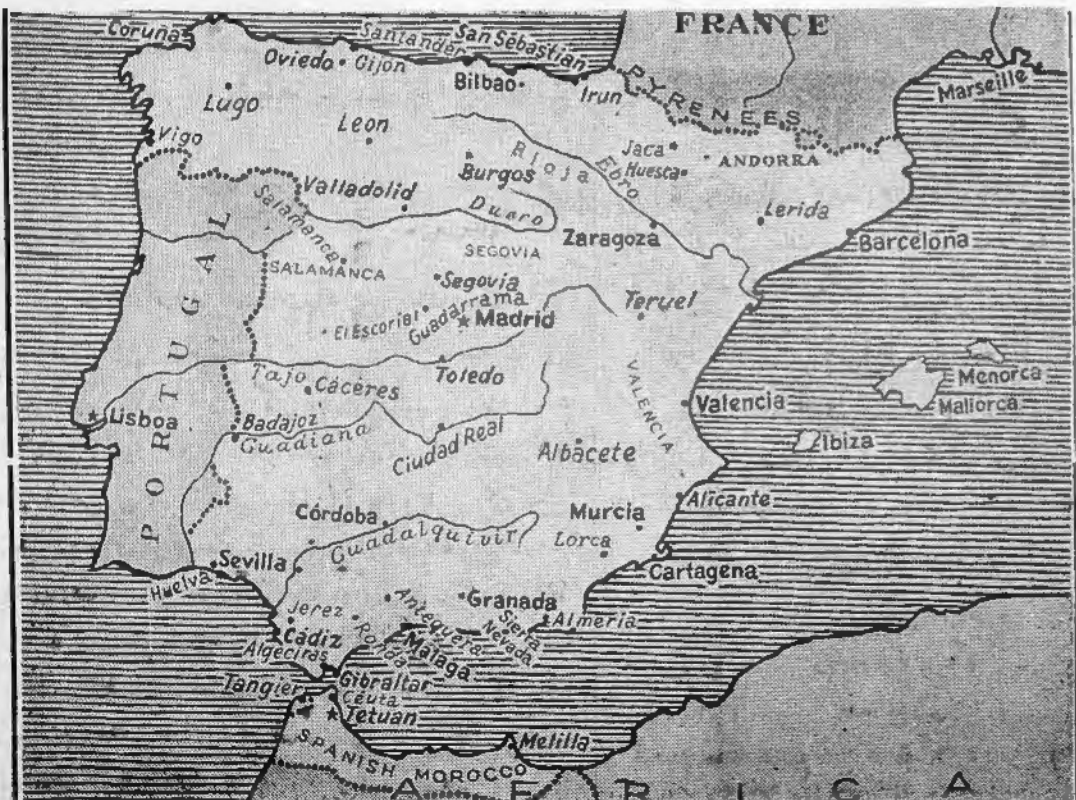 FRANCE
Coruña
Santander
San Sébastián
Oviedo
Gijón
Bilbao
Irun
PYRENEES
Marseille
Lugo
Leon
Vigo
Rioja
Ebro
Jaca
Huesca
ANDORRA
Burgos
Valladolid
Duero
Lerida
Salamanca
Zaragoza
Barcelona
SEGOVIA
SALAMANCA
Segovia
Guadarrama
El Escorial
Madrid
Teruel
PORTUGAL
Tajo
Cáceres
Toledo
VALENCIA
Valencia
Menorca
Mallorca
Ibiza
Lisboa
Badajoz
Guadiana
Ciudad Real
Albacete
Alicante
Córdoba
Guadalquivir
Murcia
Lorca
Cartagena
Sevilla
Huelva
Jerez
Ronda
Antequera
Granada
Sierra
Nevada
Almeria
Cádiz
Algeciras
Málaga
Gibraltar
Tangier
Ceuta
Tetuan
Melilla
SPANISH MOROCCO
AFRICA